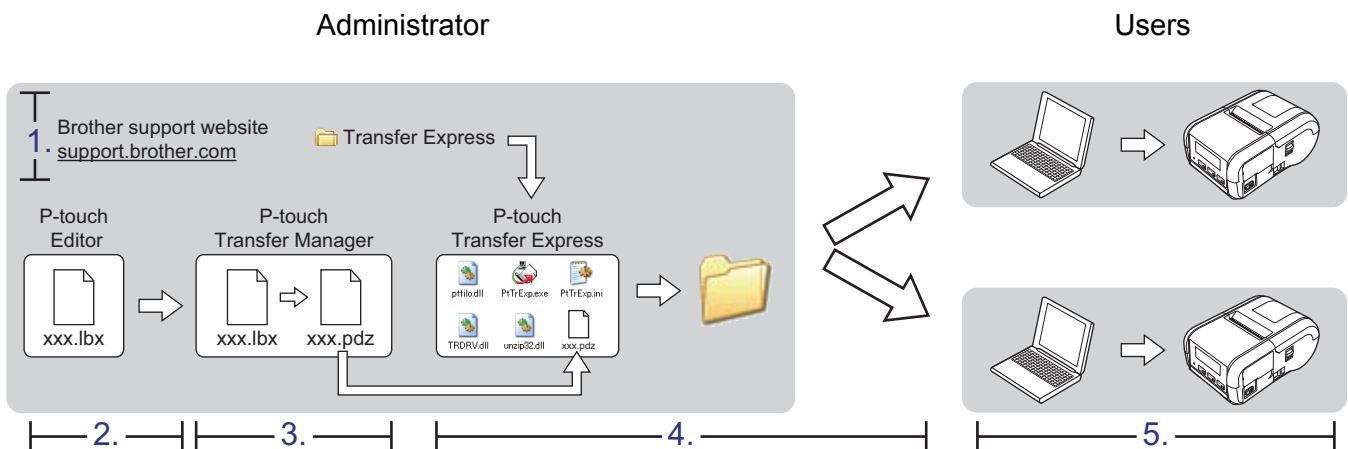 Administrator
Users
1.
Brother support website
support.brother.com
Transfer Express
P-touch
Editor
xxx.lbx
P-touch
Transfer Manager
xxx.lbx
xxx.pdz
P-touch
Transfer Express
ptfilo.dll
PtTrExp.exe
PtTrExp.ini
TRDRV.dll
unzip32.dll
xxx.pdz
2.
3.
4.
5.